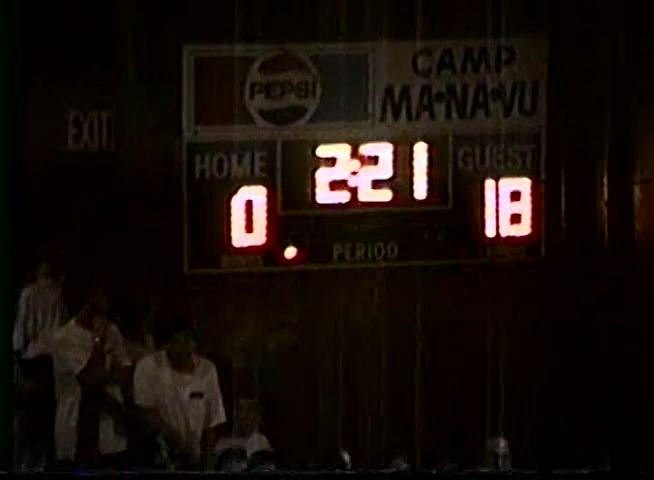 PEPSI
CAMP
MA•NA•VU
EXIT
HOME
2:21
GUEST
0
18
PERIOD